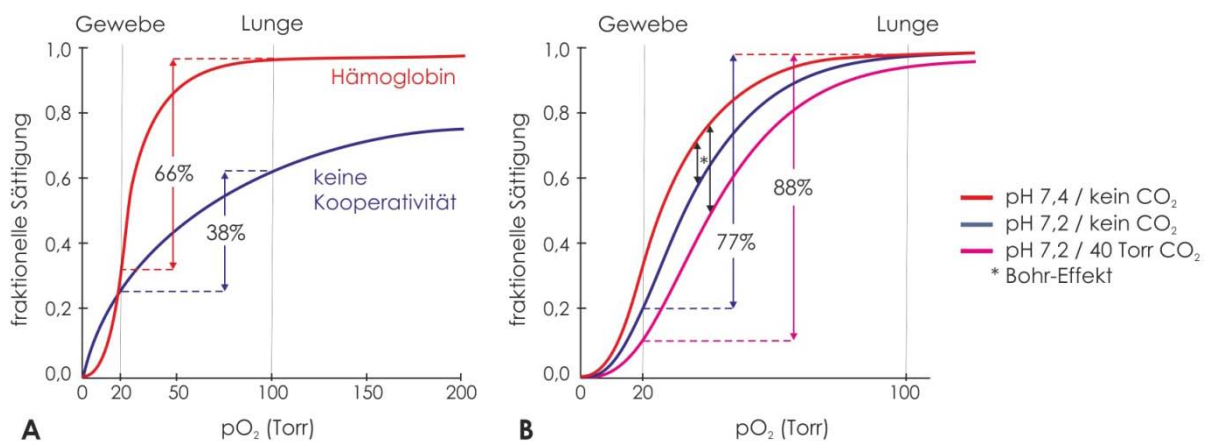 Gewebe
Lunge
1,0
0,8
0,6
0,4
0,2
0,0
fraktionelle Sättigung
Hämoglobin
66%
keine
Kooperativität
38%
0
20
50
100
150
200
A
pO₂ (Torr)
Gewebe
Lunge
1,0
0,8
0,6
0,4
0,2
0,0
fraktionelle Sättigung
*
88%
77%
0
20
100
B
pO₂ (Torr)
pH 7,4 / kein CO₂
pH 7,2 / kein CO₂
pH 7,2 / 40 Torr CO₂
* Bohr-Effekt